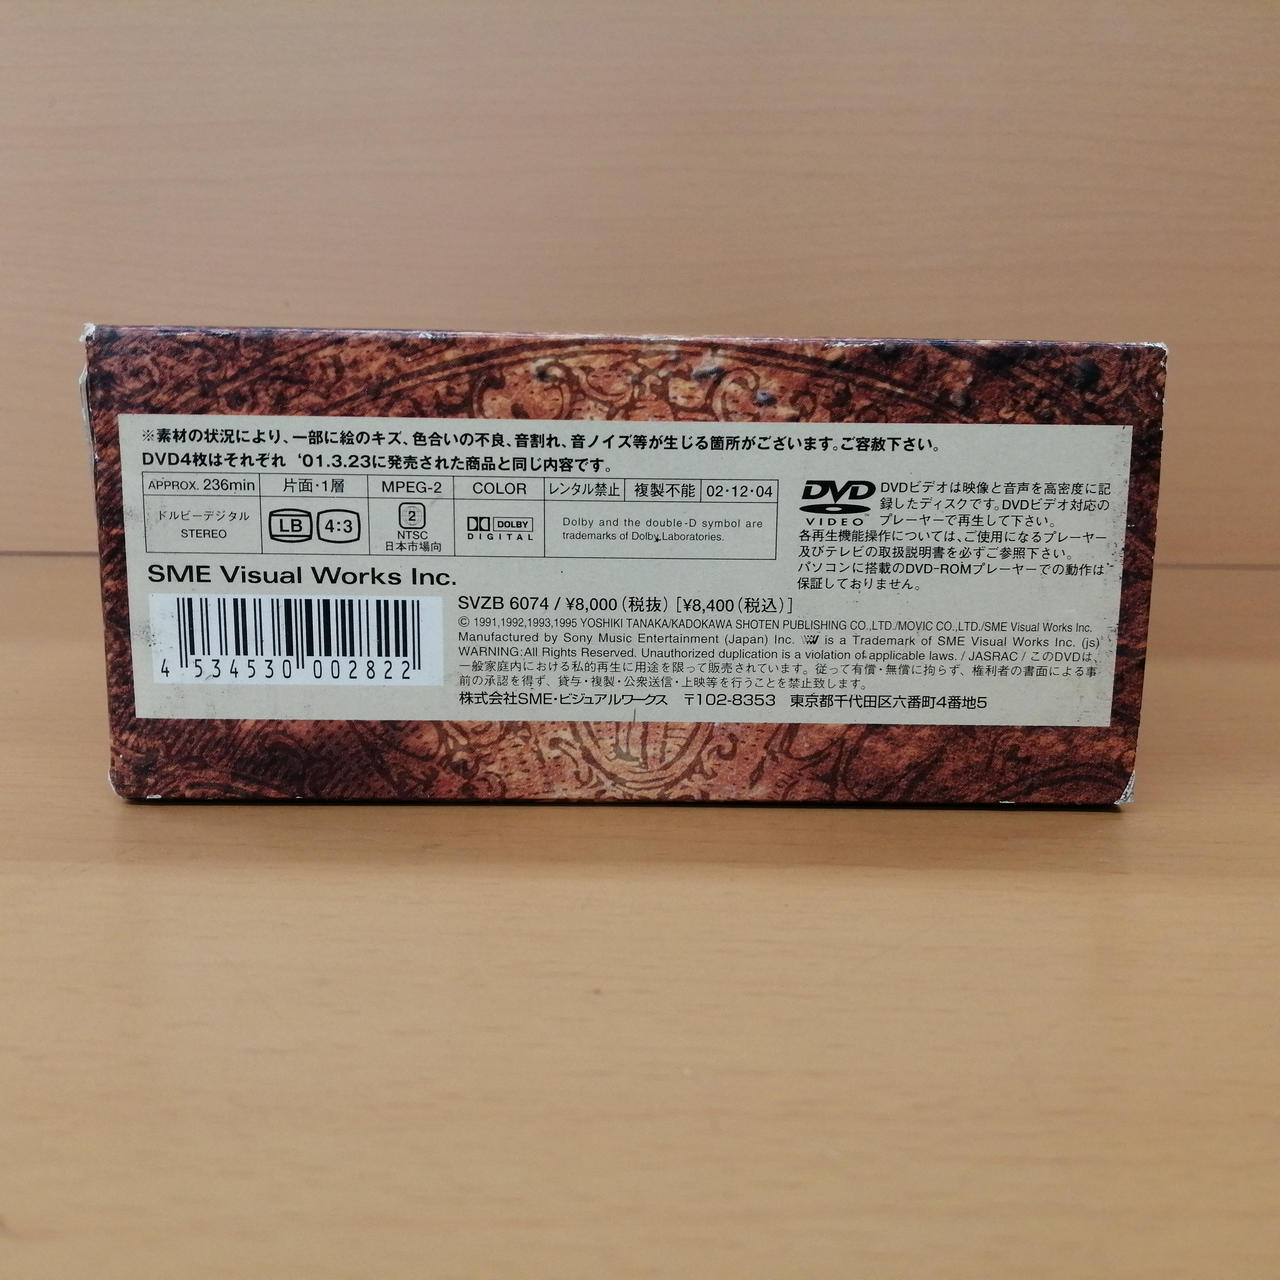 ※素材の状況により、一部に絵のキズ、色合いの不良、音割れ、音ノイズ等が生じる箇所がございます。ご容赦下さい。
DVD4枚はそれぞれ '01.3.23に発売された商品と同じ内容です。
APPROX. 236min 片面・1層 MPEG-2 COLOR レンタル禁止 複製不能 02・12・04
ドルビーデジタル
STEREO
LB 4:3
2
NTSC
日本市場向
DOLBY
DIGITAL
Dolby and the double-D symbol are
trademarks of Dolby Laboratories.
DVD
VIDEO
DVDビデオは映像と音声を高密度に記
録したディスクです。DVDビデオ対応の
プレーヤーで再生して下さい。
各再生機能操作については、ご使用になるプレーヤー
及びテレビの取扱説明書を必ずご参照下さい。
パソコンに搭載のDVD-ROMプレーヤーでの動作は
保証しておりません。
SME Visual Works Inc.
4 534530 002822
SVZB 6074 / ¥8,000(税抜) [¥8,400(税込)]
© 1991,1992,1993,1995 YOSHIKI TANAKA/KADOKAWA SHOTEN PUBLISHING CO.,LTD./MOVIC CO.,LTD./SME Visual Works Inc.
Manufactured by Sony Music Entertainment (Japan) Inc. is a Trademark of SME Visual Works Inc. (js)
WARNING:All Rights Reserved. Unauthorized duplication is a violation of applicable laws. / JASRAC / このDVDは、
一般家庭内における私的再生に用途を限って販売されています。従って有償・無償に拘らず、権利者の書面による事
前の承認を得ず、貸与・複製・公衆送信・上映等を行うことを禁止致します。
株式会社SME・ビジュアルワークス 〒102-8353 東京都千代田区六番町4番地5